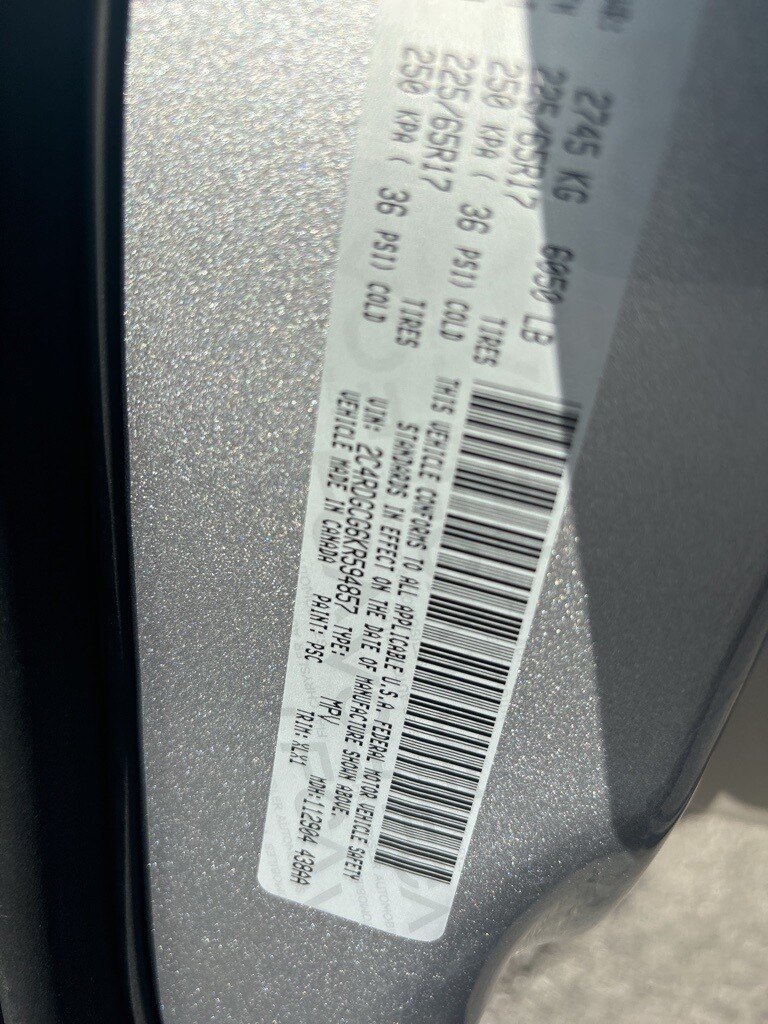 2745 KG 6050 LB
225/65R17 TIRES
250 KPA ( 36 PSI) COLD
225/65R17 TIRES
250 KPA ( 36 PSI) COLD
THIS VEHICLE CONFORMS TO ALL APPLICABLE U.S.A. FEDERAL MOTOR VEHICLE SAFETY
STANDARDS IN EFFECT ON THE DATE OF MANUFACTURE SHOWN ABOVE.
VIN: 2C4RDGCG6KR594857 TYPE: MPV
VEHICLE MADE IN CANADA PAINT: PSC TRIM: XLX1 MDH:112904 438AA